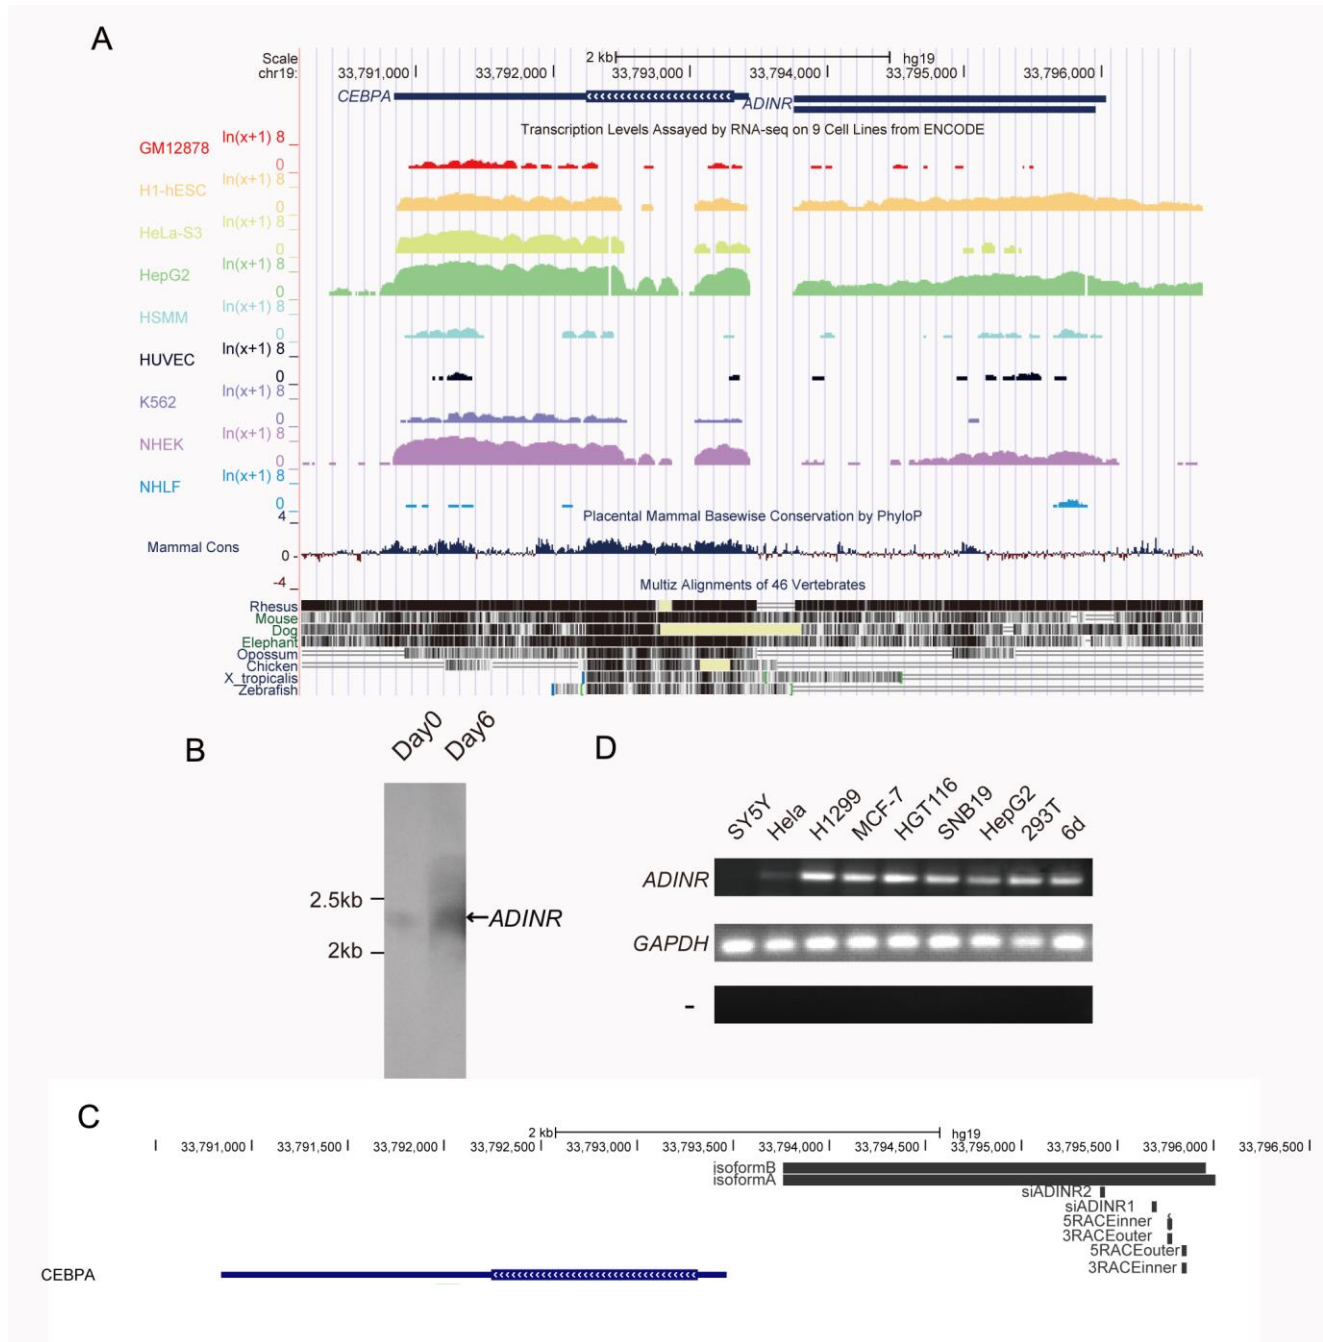 A
Scale 2 kb hg19
chr19: 33,791,000 33,792,000 33,793,000 33,794,000 33,795,000 33,796,000
CEBPA
ADINR
Transcription Levels Assayed by RNA-seq on 9 Cell Lines from ENCODE
GM12878 ln(x+1) 8
0
H1-hESC ln(x+1) 8
0
HeLa-S3 ln(x+1) 8
0
HepG2 ln(x+1) 8
0
HSMM ln(x+1) 8
0
HUVEC ln(x+1) 8
0
K562 ln(x+1) 8
0
NHEK ln(x+1) 8
0
NHLF ln(x+1) 8
0
4
Placental Mammal Basewise Conservation by PhyloP
Mammal Cons
0
-4
Multiz Alignments of 46 Vertebrates
Rhesus
Mouse
Dog
Elephant
Opossum
Chicken
X_tropicalis
Zebrafish
B
Day0 Day6
2.5kb
ADINR
2kb
D
SY5Y Hela H1299 MCF-7 HGT116 SNB19 HepG2 293T 6d
ADINR
GAPDH
-
C
2 kb hg19
33,791,000 33,791,500 33,792,000 33,792,500 33,793,000 33,793,500 33,794,000 33,794,500 33,795,000 33,795,500 33,796,000 33,796,500
isoformB
isoformA
siADINR2
siADINR1
5RACEinner
3RACEouter
5RACEouter
3RACEinner
CEBPA